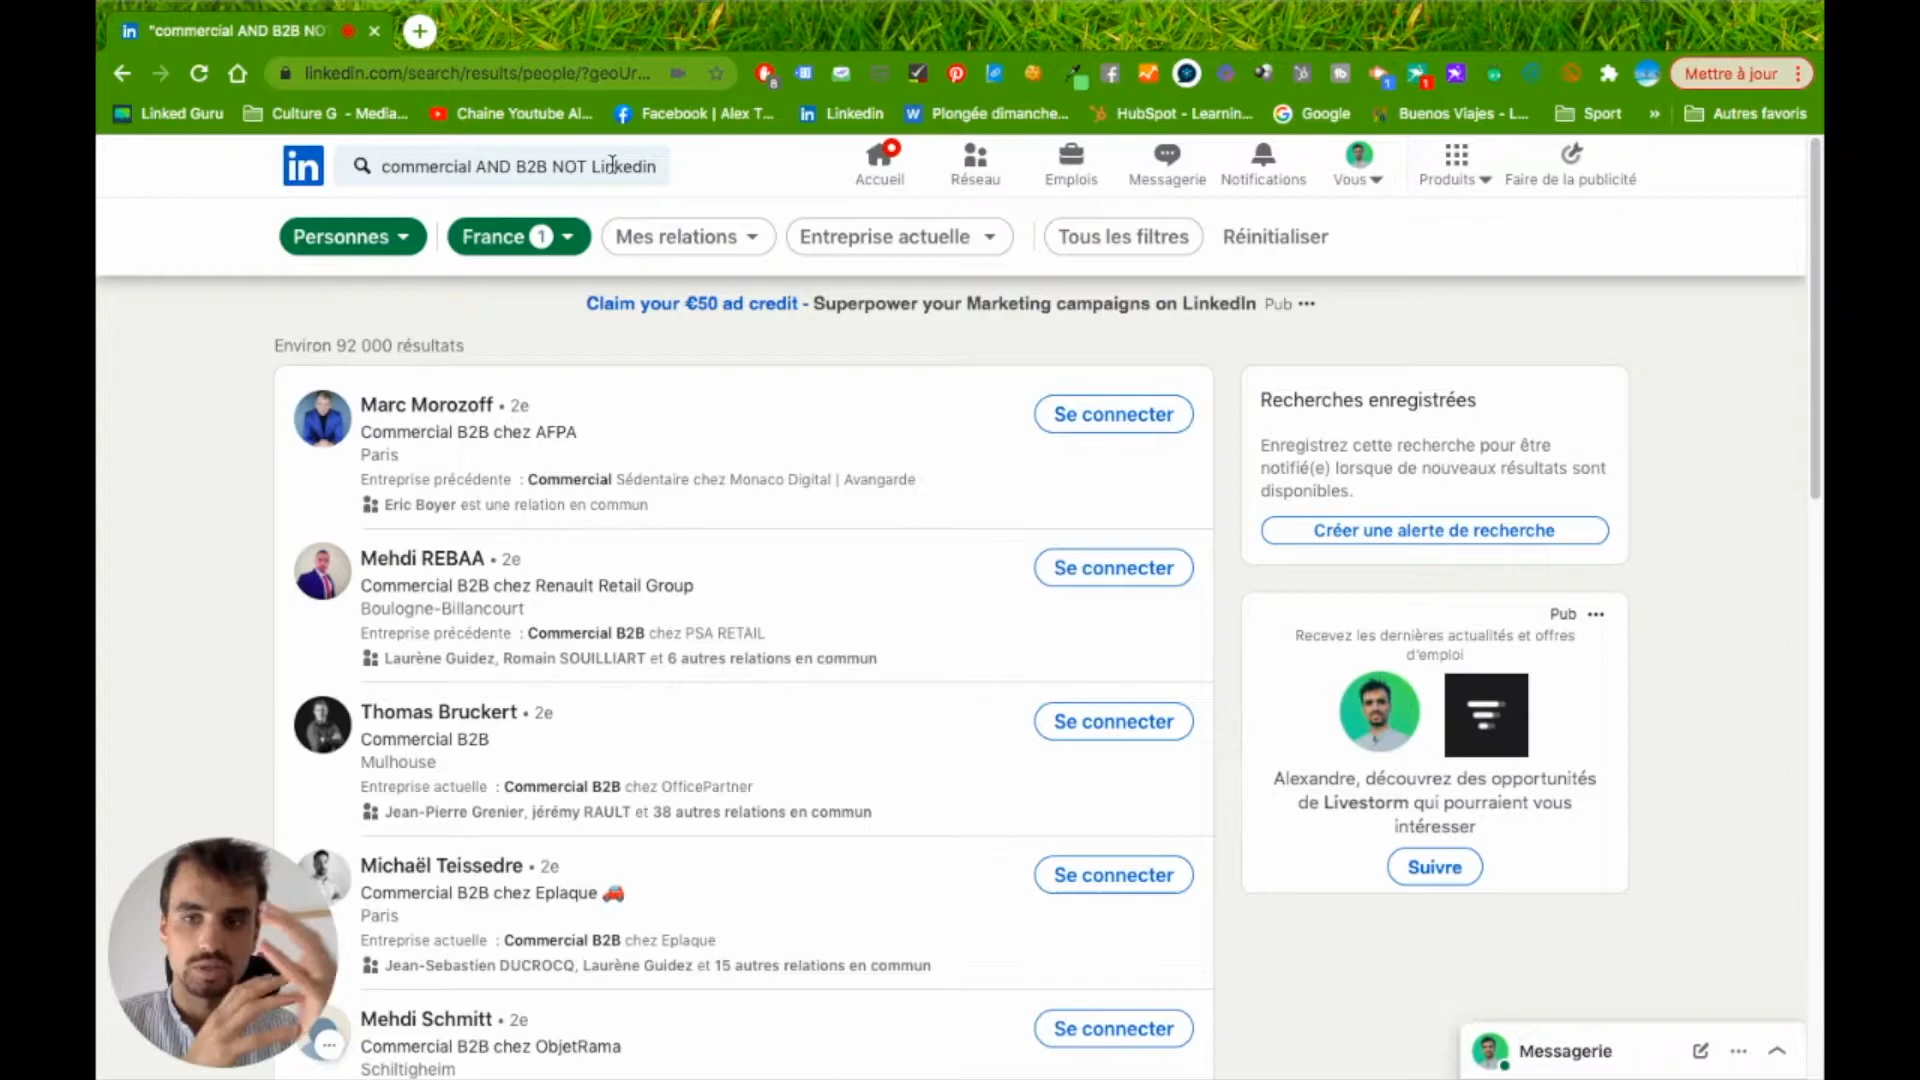 "commercial AND B2B NO
linkedin.com/search/results/people/?geoUr...
8
1
1
Mettre à jour
Linked Guru
Culture G - Media...
Chaine Youtube Al...
Facebook | Alex T...
Linkedin
Plongée dimanche...
HubSpot - Learnin...
Google
Buenos Viajes - L...
Sport
»
Autres favoris
in
commercial AND B2B NOT Linkedin
Accueil
Réseau
Emplois
Messagerie
Notifications
Vous
Produits
Faire de la publicité
Personnes
France 1
Mes relations
Entreprise actuelle
Tous les filtres
Réinitialiser
Claim your €50 ad credit - Superpower your Marketing campaigns on LinkedIn Pub •••
Environ 92 000 résultats
Marc Morozoff • 2e
Commercial B2B chez AFPA
Paris
Entreprise précédente : Commercial Sédentaire chez Monaco Digital | Avangarde
Eric Boyer est une relation en commun
Se connecter
Mehdi REBAA • 2e
Commercial B2B chez Renault Retail Group
Boulogne-Billancourt
Entreprise précédente : Commercial B2B chez PSA RETAIL
Laurène Guidez, Romain SOUILLIART et 6 autres relations en commun
Se connecter
Thomas Bruckert • 2e
Commercial B2B
Mulhouse
Entreprise actuelle : Commercial B2B chez OfficePartner
Jean-Pierre Grenier, jérémy RAULT et 38 autres relations en commun
Se connecter
Michaël Teissedre • 2e
Commercial B2B chez Eplaque 🚗
Paris
Entreprise actuelle : Commercial B2B chez Eplaque
Jean-Sebastien DUCROCQ, Laurène Guidez et 15 autres relations en commun
Se connecter
Mehdi Schmitt • 2e
Commercial B2B chez ObjetRama
Schiltigheim
Se connecter
Recherches enregistrées
Enregistrez cette recherche pour être
notifié(e) lorsque de nouveaux résultats sont
disponibles.
Créer une alerte de recherche
Pub •••
Recevez les dernières actualités et offres
d'emploi
Alexandre, découvrez des opportunités
de Livestorm qui pourraient vous
intéresser
Suivre
Messagerie